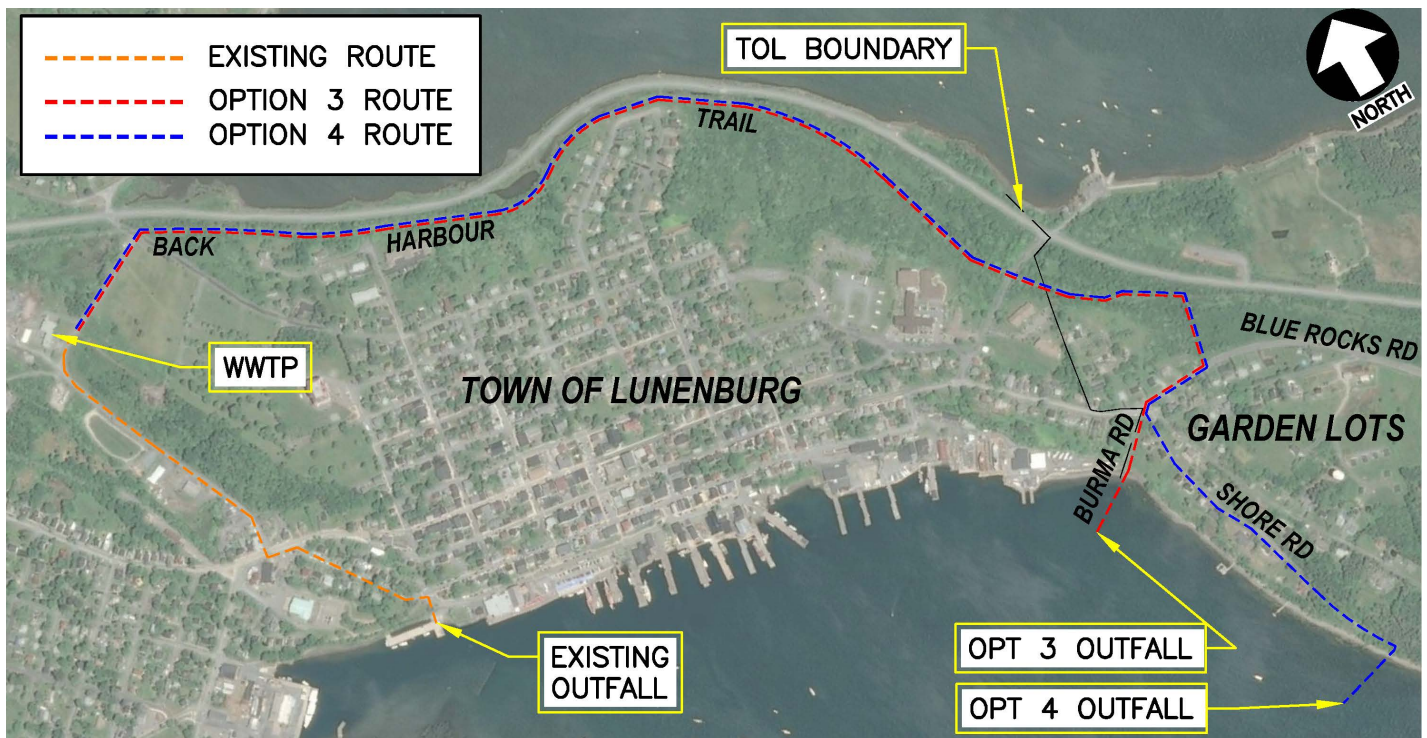 EXISTING ROUTE
OPTION 3 ROUTE
OPTION 4 ROUTE
TOL BOUNDARY
NORTH
TRAIL
HARBOUR
BACK
WWTP
BLUE ROCKS RD
TOWN OF LUNENBURG
GARDEN LOTS
BURMA RD
SHORE RD
EXISTING
OUTFALL
OPT 3 OUTFALL
OPT 4 OUTFALL